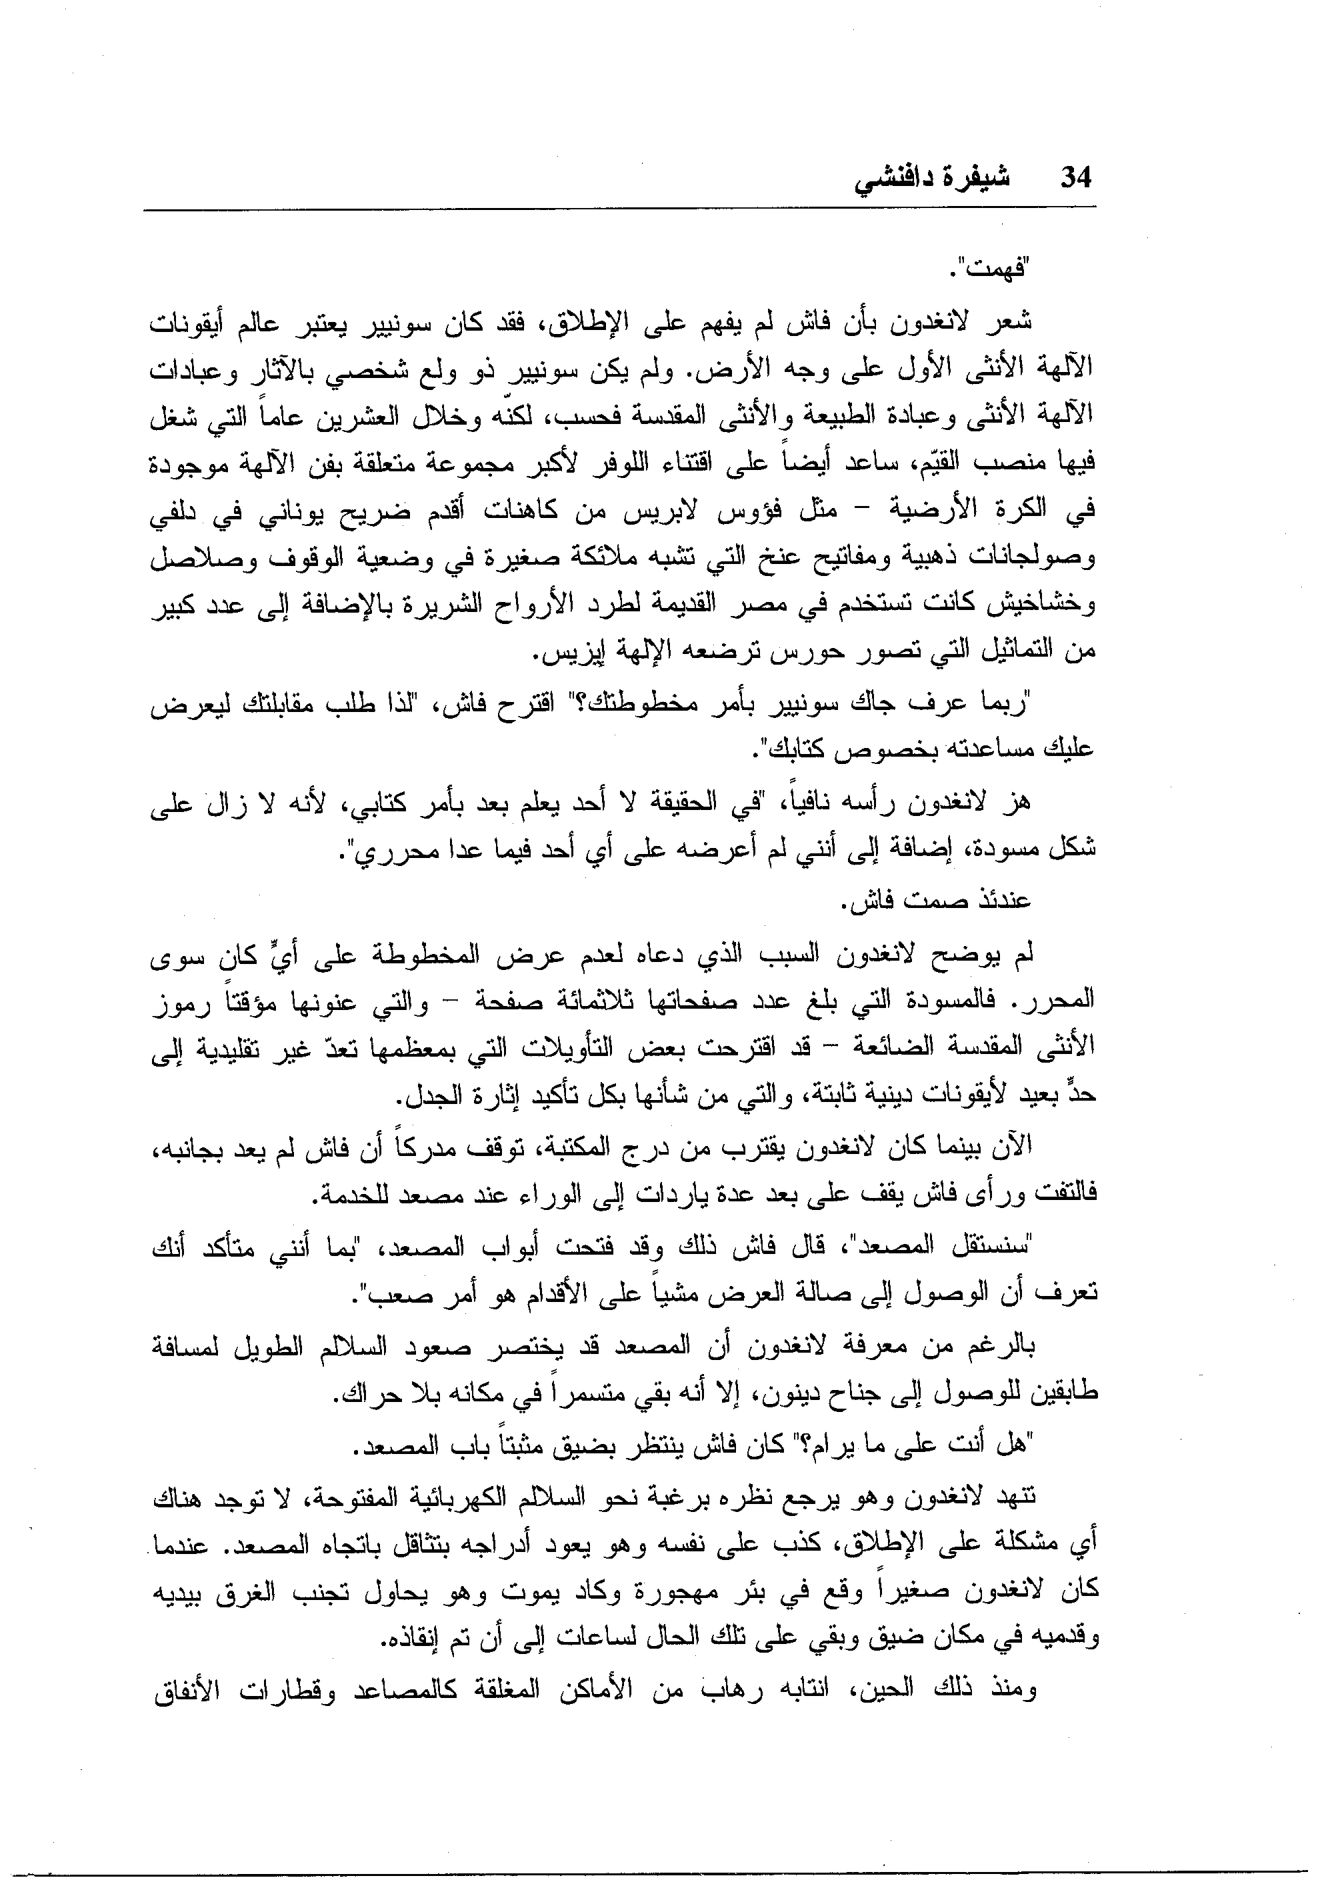 34 شيفرة دافنشي
"فهمت".
شعر لانغدون بأن فاش لم يفهم على الإطلاق، فقد كان سونيير يعتبر عالم أيقونات
الآلهة الأنثى الأول على وجه الأرض. ولم يكن سونيير ذو ولع شخصي بالآثار وعبادات
الآلهة الأنثى وعبادة الطبيعة والأنثى المقدسة فحسب، لكنّه وخلال العشرين عاماً التي شغل
فيها منصب القيّم، ساعد أيضاً على اقتناء اللوفر لأكبر مجموعة متعلقة بفن الآلهة موجودة
في الكرة الأرضية – مثل فؤوس لابريس من كاهنات أقدم ضريح يوناني في دلفي
وصولجانات ذهبية ومفاتيح عنخ التي تشبه ملائكة صغيرة في وضعية الوقوف وصلاصل
وخشاخيش كانت تستخدم في مصر القديمة لطرد الأرواح الشريرة بالإضافة إلى عدد كبير
من التماثيل التي تصور حورس ترضعه الإلهة إيزيس.
"ربما عرف جاك سونيير بأمر مخطوطتك؟" اقترح فاش، "لذا طلب مقابلتك ليعرض
عليك مساعدته بخصوص كتابك".
هز لانغدون رأسه نافياً، "في الحقيقة لا أحد يعلم بعد بأمر كتابي، لأنه لا زال على
شكل مسودة، إضافة إلى أنني لم أعرضه على أي أحد فيما عدا محرري".
عندئذ صمت فاش.
لم يوضح لانغدون السبب الذي دعاه لعدم عرض المخطوطة على أيٍّ كان سوى
المحرر. فالمسودة التي بلغ عدد صفحاتها ثلاثمائة صفحة – والتي عنونها مؤقتاً رموز
الأنثى المقدسة الضائعة – قد اقترحت بعض التأويلات التي بمعظمها تعدّ غير تقليدية إلى
حدٍّ بعيد لأيقونات دينية ثابتة، والتي من شأنها بكل تأكيد إثارة الجدل.
الآن بينما كان لانغدون يقترب من درج المكتبة، توقف مدركاً أن فاش لم يعد بجانبه،
فالتفت ورأى فاش يقف على بعد عدة ياردات إلى الوراء عند مصعد للخدمة.
"سنستقل المصعد"، قال فاش ذلك وقد فتحت أبواب المصعد، "بما أنني متأكد أنك
تعرف أن الوصول إلى صالة العرض مشياً على الأقدام هو أمر صعب".
بالرغم من معرفة لانغدون أن المصعد قد يختصر صعود السلالم الطويل لمسافة
طابقين للوصول إلى جناح دينون، إلا أنه بقي متسمراً في مكانه بلا حراك.
"هل أنت على ما يرام؟" كان فاش ينتظر بضيق مثبتاً باب المصعد.
تنهد لانغدون وهو يرجع نظره برغبة نحو السلالم الكهربائية المفتوحة، لا توجد هناك
أي مشكلة على الإطلاق، كذب على نفسه وهو يعود أدراجه بتثاقل باتجاه المصعد. عندما
كان لانغدون صغيراً وقع في بئر مهجورة وكاد يموت وهو يحاول تجنب الغرق بيديه
وقدميه في مكان ضيق وبقي على تلك الحال لساعات إلى أن تم إنقاذه.
ومنذ ذلك الحين، انتابه رهاب من الأماكن المغلقة كالمصاعد وقطارات الأنفاق